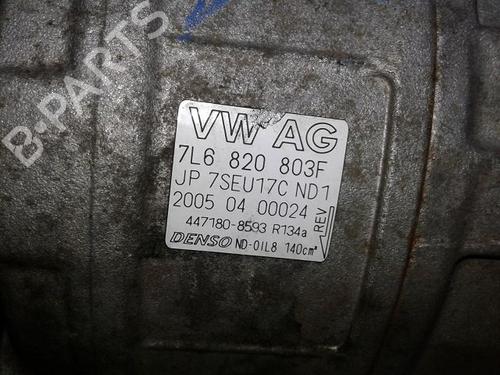 B-PARTS
VW AG
7L6 820 803F
JP 7SEU17C ND1
2005 04 00024
447180-8593 R134a
DENSO ND-OIL8 140cm³
REV